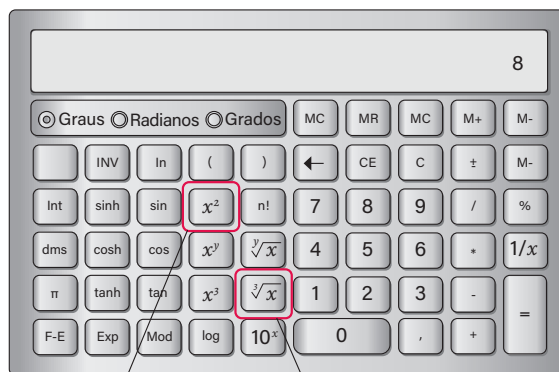 8
Graus Radianos Grados MC MR MC M+ M-
INV In ( ) ← CE C ± M-
Int sinh sin x² n! 7 8 9 / %
dms cosh cos xʸ ʸ√x 4 5 6 * 1/x
π tanh tan x³ ³√x 1 2 3 - =
F-E Exp Mod log 10ˣ 0 , +